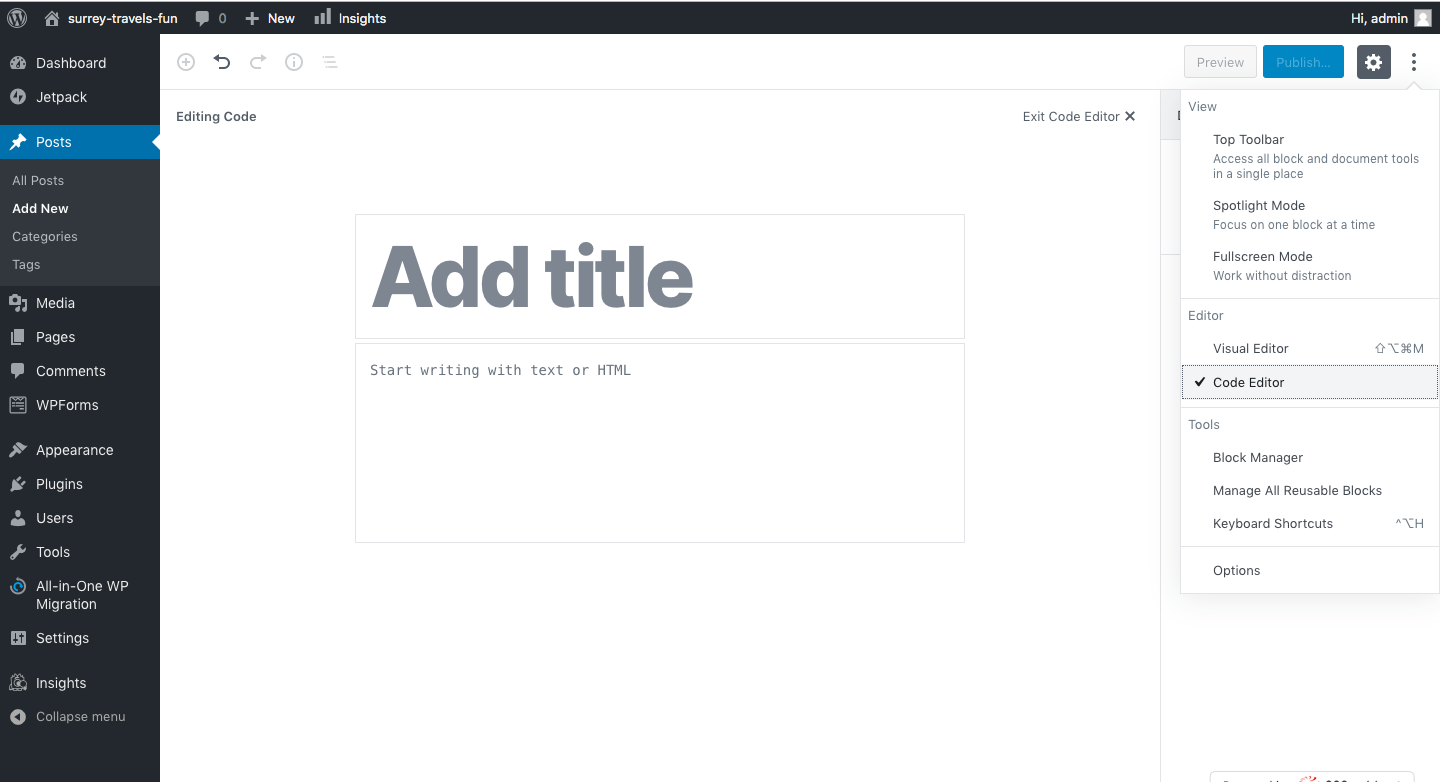 surrey-travels-fun 0 New Insights Hi, admin
Dashboard
Jetpack
Posts
All Posts
Add New
Categories
Tags
Media
Pages
Comments
WPForms
Appearance
Plugins
Users
Tools
All-in-One WP
Migration
Settings
Insights
Collapse menu
Preview
Publish...
Editing Code
Exit Code Editor
Add title
Start writing with text or HTML
View
Top Toolbar
Access all block and document tools
in a single place
Spotlight Mode
Focus on one block at a time
Fullscreen Mode
Work without distraction
Editor
Visual Editor ⇧⌥⌘M
Code Editor
Tools
Block Manager
Manage All Reusable Blocks
Keyboard Shortcuts ^⌥H
Options